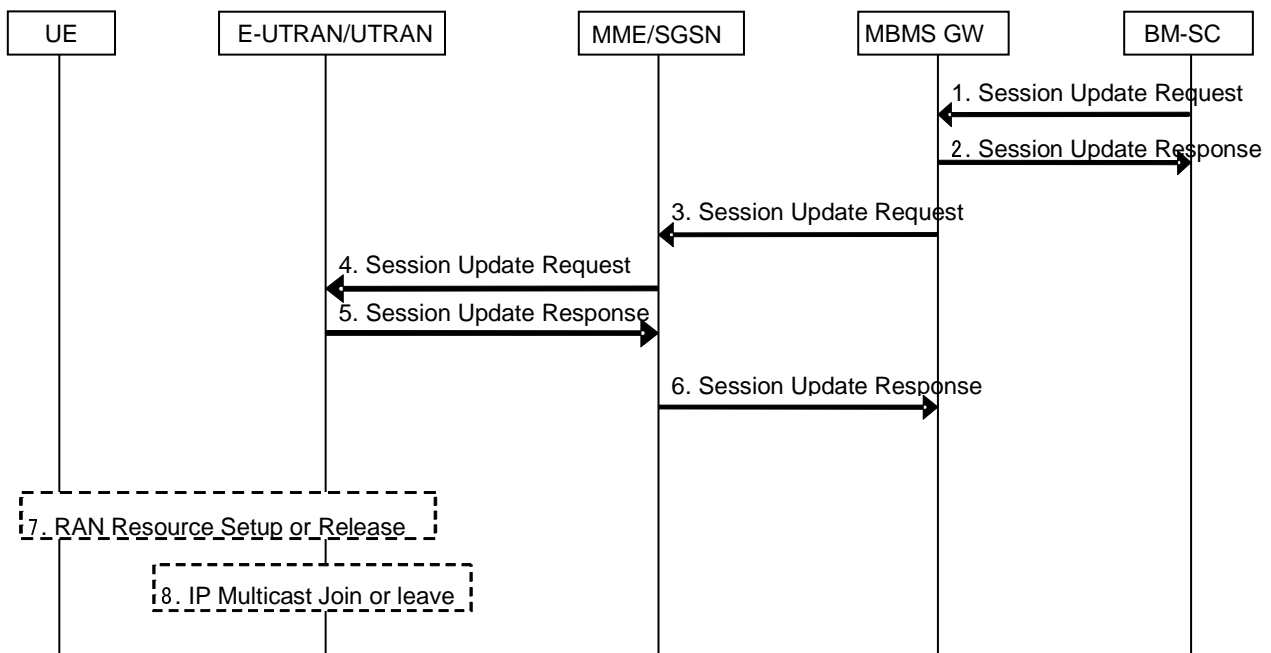 UE
E-UTRAN/UTRAN
MME/SGSN
MBMS GW
BM-SC
1. Session Update Request
2. Session Update Response
3. Session Update Request
4. Session Update Request
5. Session Update Response
6. Session Update Response
7. RAN Resource Setup or Release
8. IP Multicast Join or leave